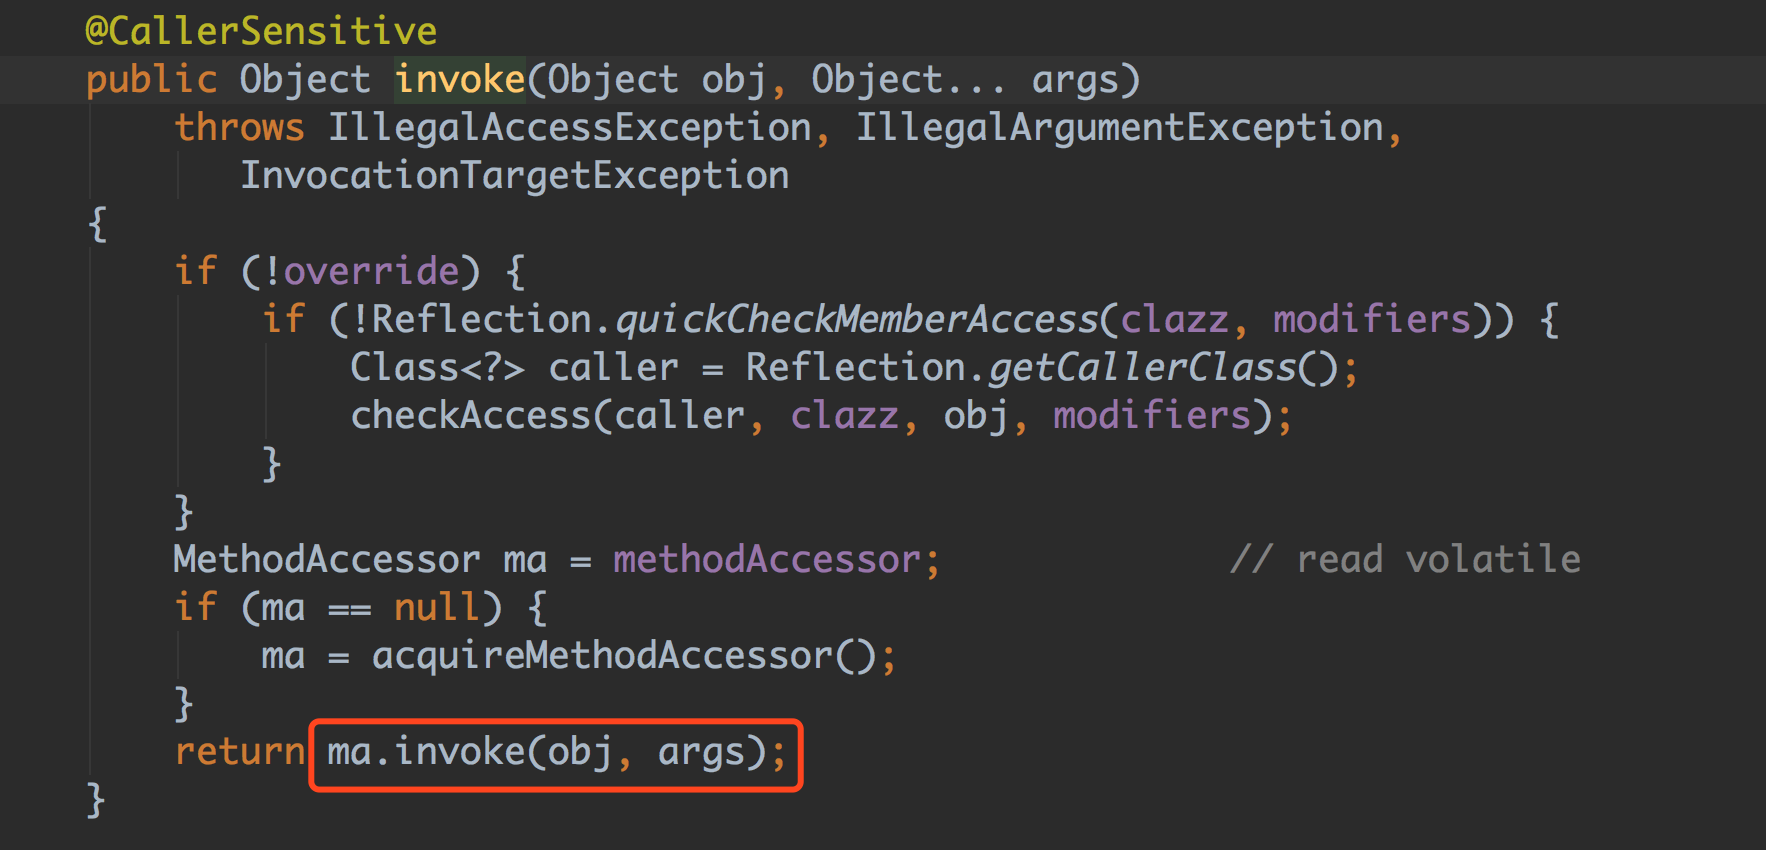 @CallerSensitive
public Object invoke(Object obj, Object... args)
    throws IllegalAccessException, IllegalArgumentException,
       InvocationTargetException
{
    if (!override) {
        if (!Reflection.quickCheckMemberAccess(clazz, modifiers)) {
            Class<?> caller = Reflection.getCallerClass();
            checkAccess(caller, clazz, obj, modifiers);
        }
    }
    MethodAccessor ma = methodAccessor;             // read volatile
    if (ma == null) {
        ma = acquireMethodAccessor();
    }
    return ma.invoke(obj, args);
}